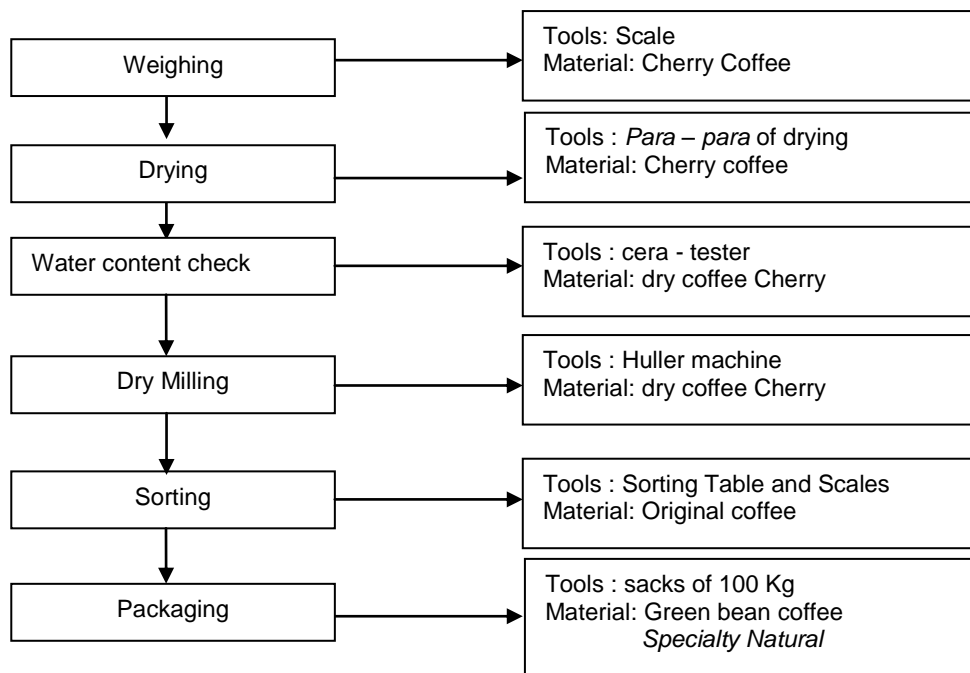 Weighing
Tools: Scale
Material: Cherry Coffee
Drying
Tools : Para – para of drying
Material: Cherry coffee
Water content check
Tools : cera - tester
Material: dry coffee Cherry
Dry Milling
Tools : Huller machine
Material: dry coffee Cherry
Sorting
Tools : Sorting Table and Scales
Material: Original coffee
Packaging
Tools : sacks of 100 Kg
Material: Green bean coffee
Specialty Natural